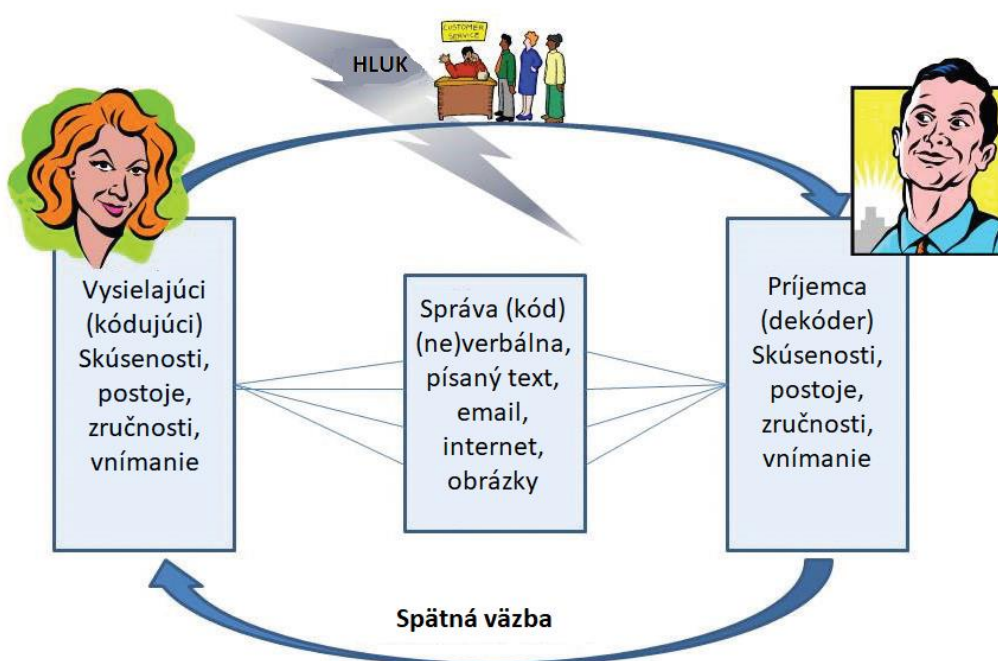 CUSTOMER
SERVICE
HLUK
Vysielajúci
(kódujúci)
Skúsenosti,
postoje,
zručnosti,
vnímanie
Správa (kód)
(ne)verbálna,
písaný text,
email,
internet,
obrázky
Príjemca
(dekóder)
Skúsenosti,
postoje,
zručnosti,
vnímanie
Spätná väzba